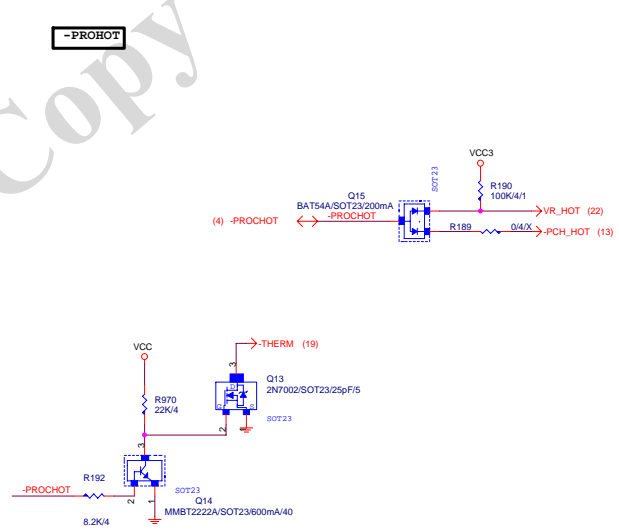 -PROHOT
Copy
VCC3
SOT23
R190
100K/4/1
Q15
BAT54A/SOT23/200mA
(4) -PROCHOT
-PROCHOT
VR_HOT (22)
R189
0/4/X
-PCH_HOT (13)
VCC
-THERM (19)
3
Q13
2N7002/SOT23/25pF/5
D
G
S
SOT23
R970
22K/4
2
1
3
R192
-PROCHOT
SOT23
2
1
Q14
MMBT2222A/SOT23/600mA/40
8.2K/4